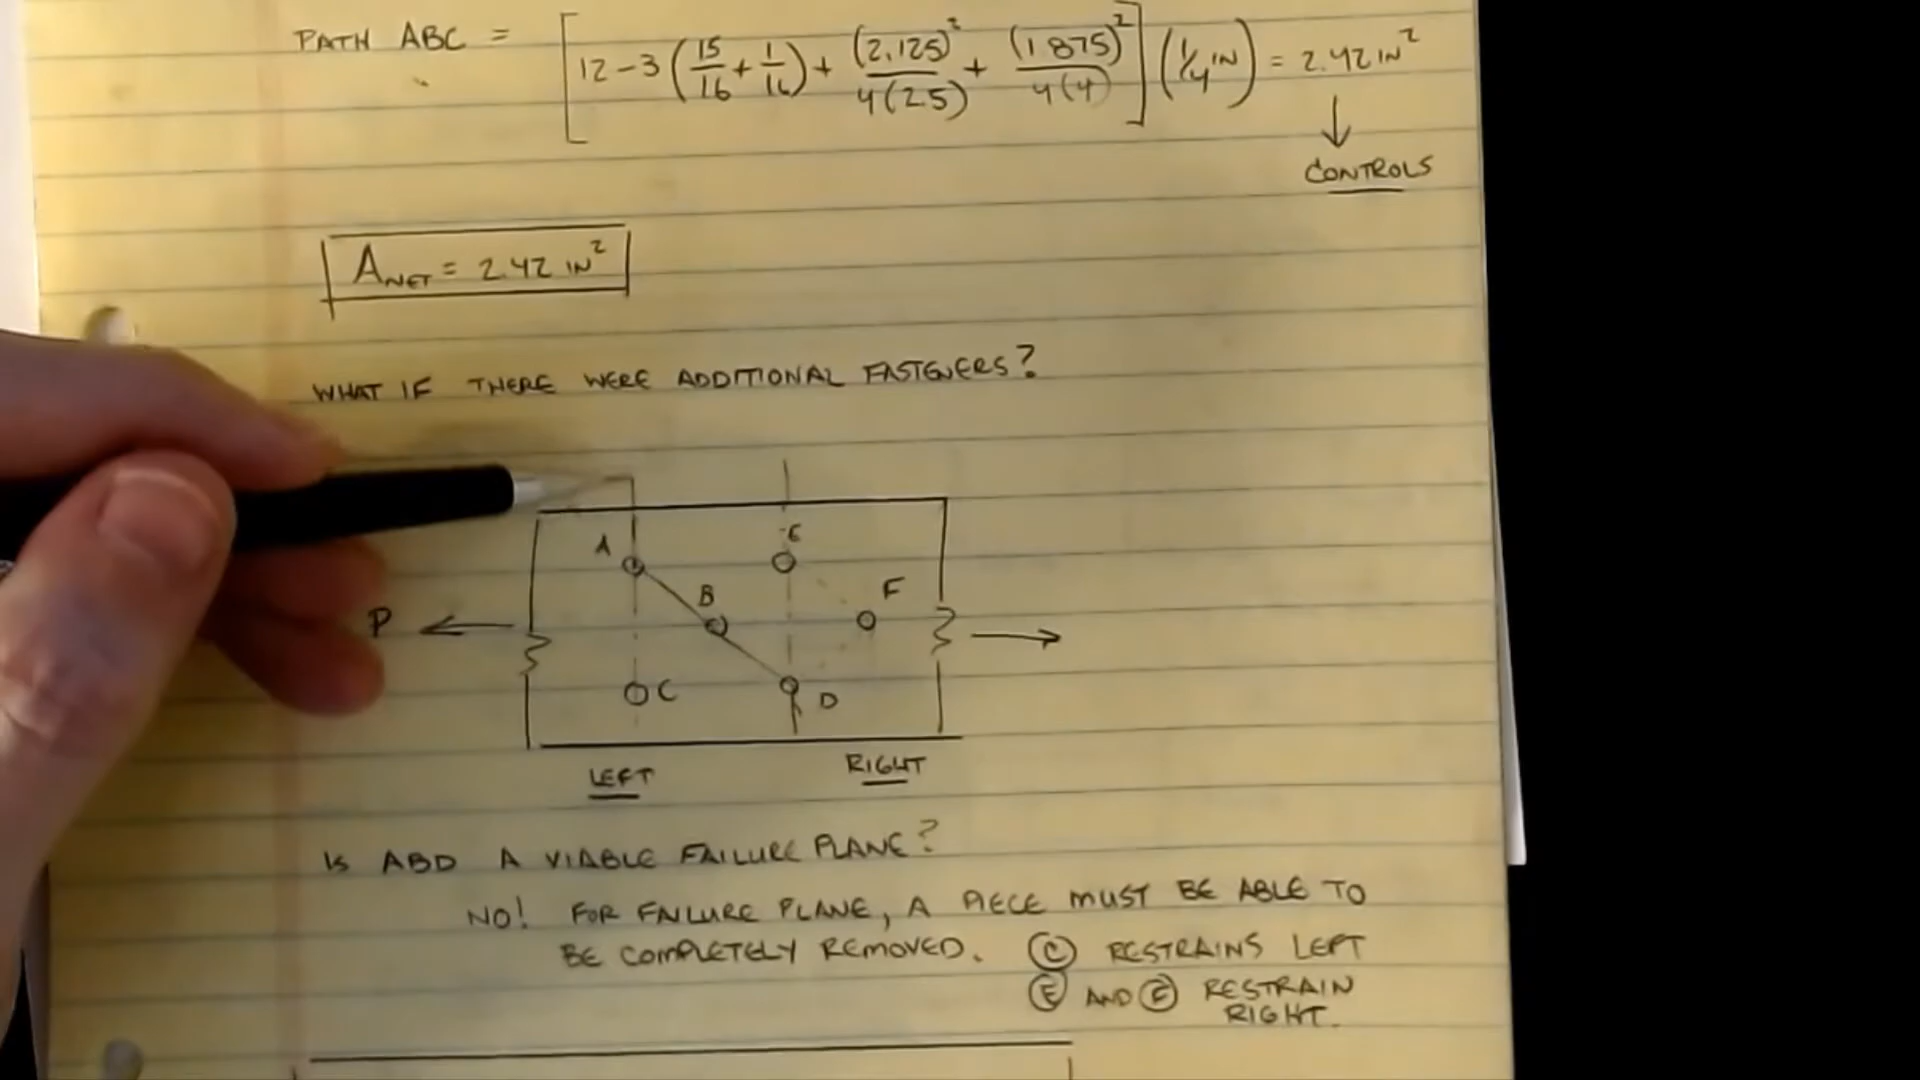 PATH ABC = [12 - 3 (15/16 + 1/16) + (2.125)²/4(2.5) + (1.875)²/4(4)] (1/4 IN) = 2.42 IN²
CONTROLS
A_NET = 2.42 IN²
WHAT IF THERE WERE ADDITIONAL FASTENERS?
A
E
B
F
P
C
D
LEFT
RIGHT
IS ABD A VIABLE FAILURE PLANE?
NO! FOR FAILURE PLANE, A PIECE MUST BE ABLE TO
BE COMPLETELY REMOVED. C RESTRAINS LEFT
E AND F RESTRAIN
RIGHT.